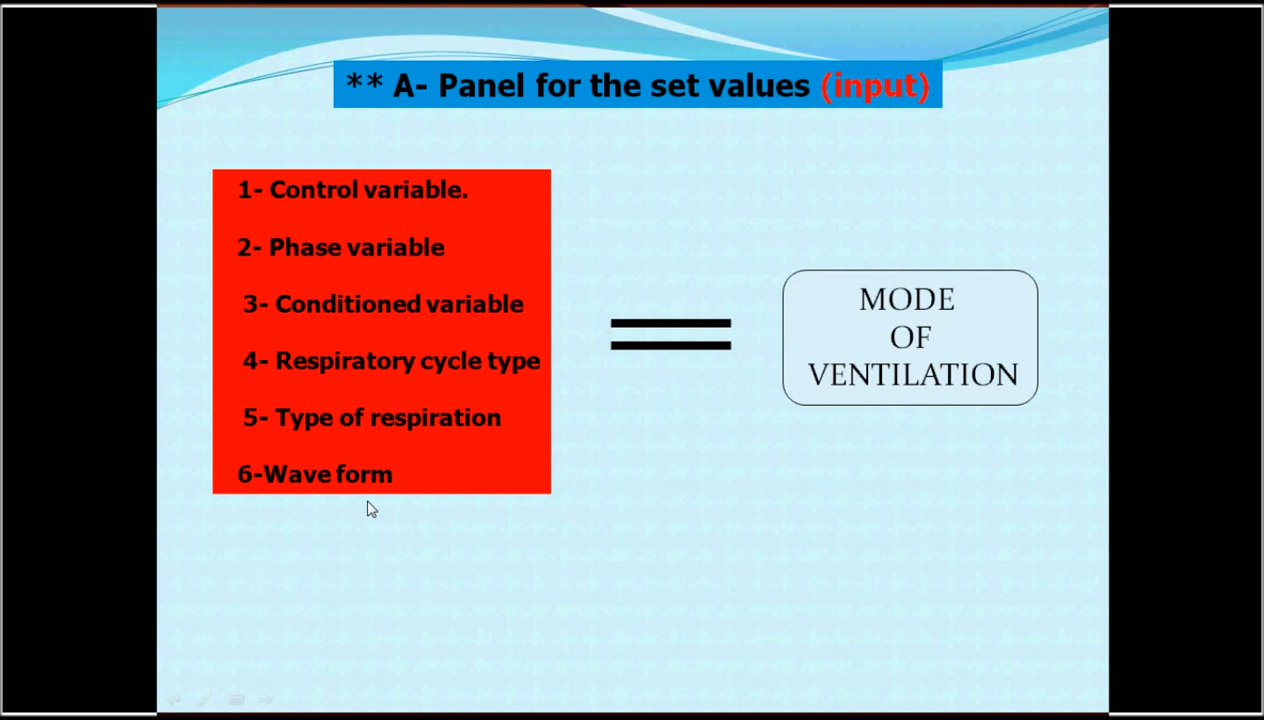 ** A- Panel for the set values (input)
1- Control variable.
2- Phase variable
3- Conditioned variable
4- Respiratory cycle type
5- Type of respiration
6-Wave form
MODE
OF
VENTILATION